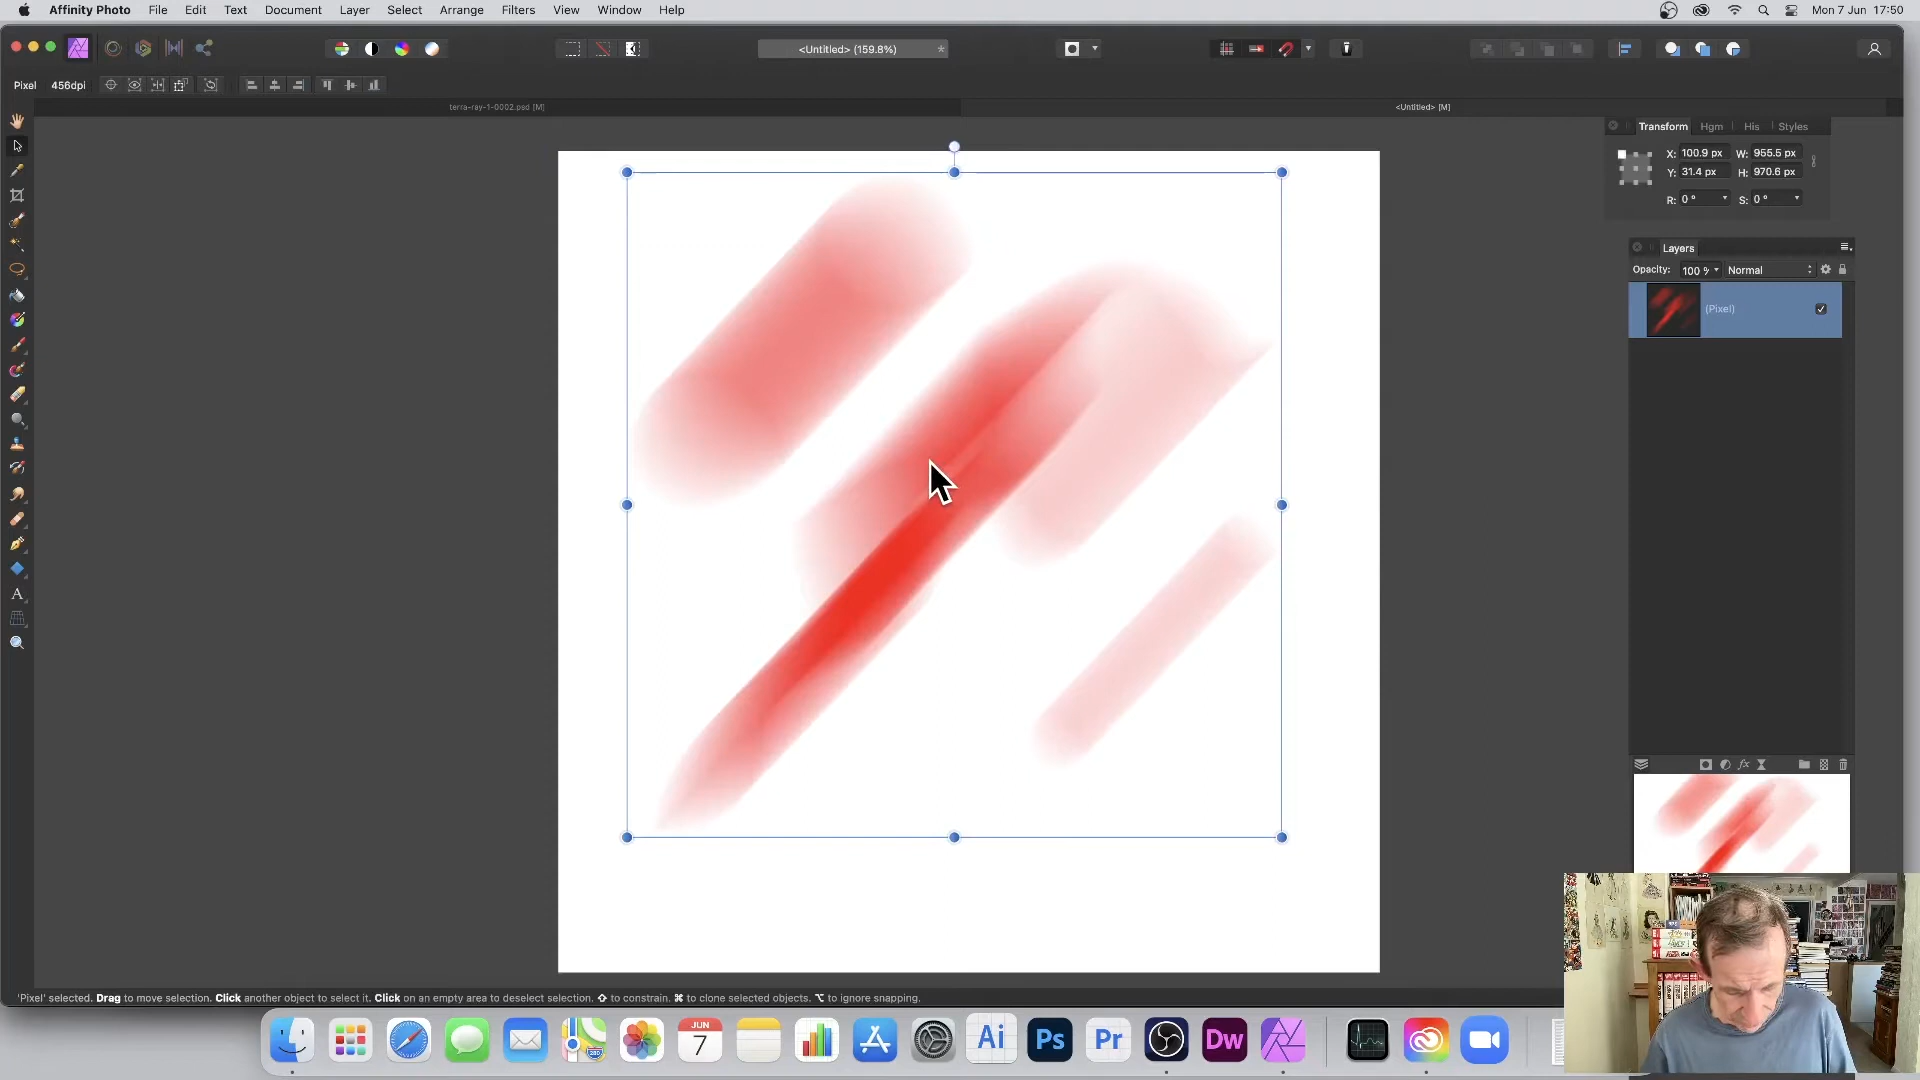 Affinity Photo File Edit Text Document Layer Select Arrange Filters View Window Help Mon 7 Jun 17:50
<Untitled> (159.8%) *
Pixel 456dpi
terra-ray-1-0002.psd [M] <Untitled> [M]
Transform Hgm His Styles
X: 100.9 px W: 955.5 px
Y: 31.4 px H: 970.6 px
R: 0 ° S: 0 °
Layers
Opacity: 100 % Normal
(Pixel)
fx
A
'Pixel' selected. Drag to move selection. Click another object to select it. Click on an empty area to deselect selection. ⇧ to constrain. ⌘ to clone selected objects. ⌥ to ignore snapping.
JUN
7
280
Ai Ps Pr Dw